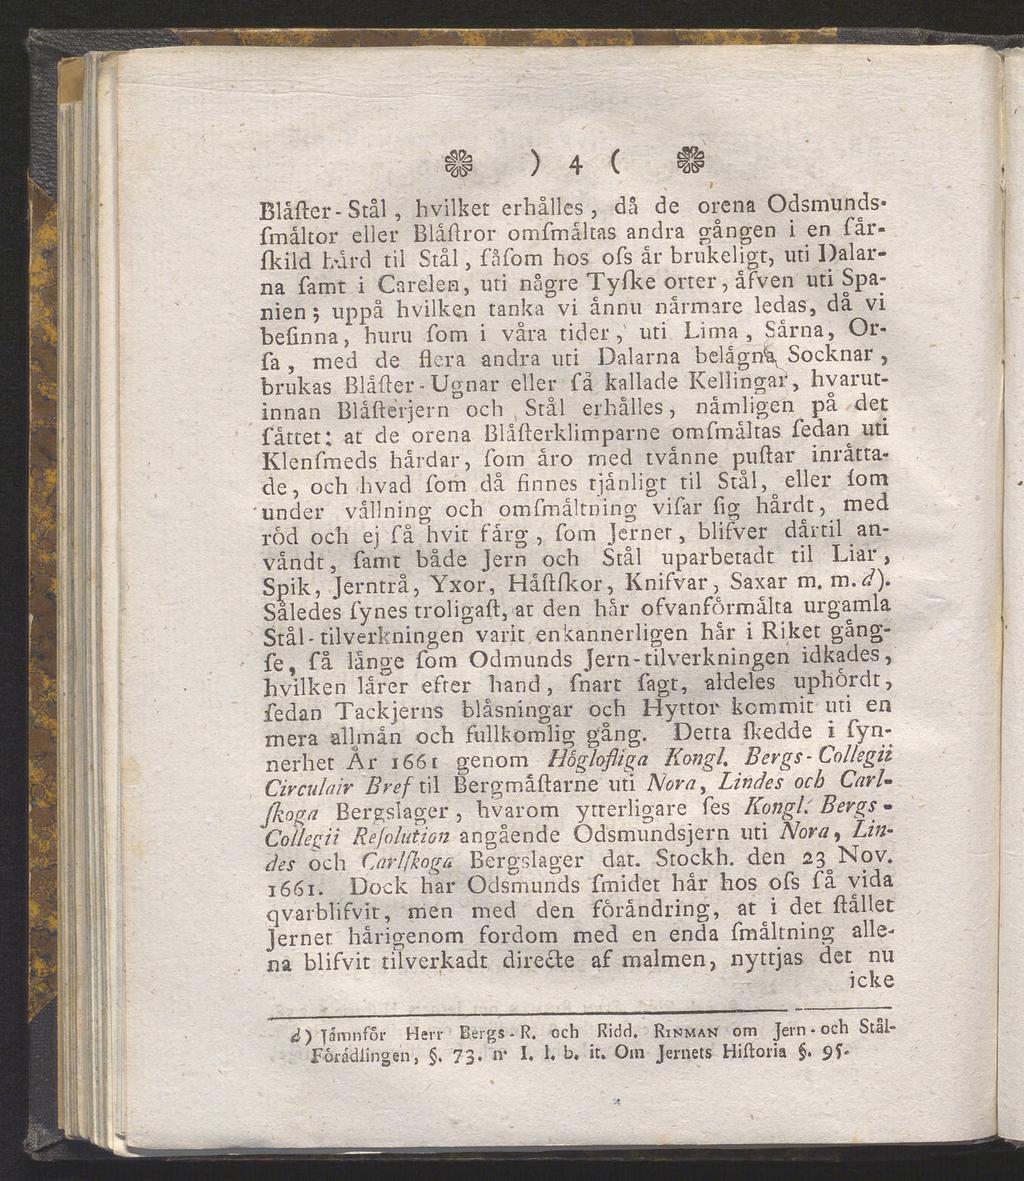 ) 4 (
Blåſter-Stål, hvilket erhålles, då de orena Odsmunds-
ſmåltor eller Blåſtror omſmåltas andra gången i en ſår-
ſkild hård til Stål, ſåſom hos oſs år brukeligt, uti Dalar-
na ſamt i Carelen, uti någre Tyſke orter, åfven uti Spa-
nien; uppå hvilken tanka vi ånnu nårmare ledas, då vi
befinna, huru ſom i våra tider, uti Lima, Sårna, Or-
ſa, med de flera andra uti Dalarna belågna Socknar,
brukas Blåſter-Ugnar eller ſå kallade Kellingar, hvarut-
innan Blåſterjern och Stål erhålles, nåmligen på det
ſåttet: at de orena Blåſterklimparne omſmåltas ſedan uti
Klenſmeds hårdar, ſom åro med tvånne puſtar inråtta-
de, och hvad ſom då finnes tjånligt til Stål, eller ſom
under vållning och omſmåltning viſar ſig hårdt, med
rôd och ej ſå hvit fårg, ſom Jernet, blifver dårtil an-
våndt, ſamt både Jern och Stål uparbetadt til Liar,
Spik, Jerntrå, Yxor, Håſtſkor, Knifvar, Saxar m. m. d).
Således ſynes troligaſt, at den hår ofvanfôrmålta urgamla
Stål-tilverkningen varit enkannerligen hår i Riket gång-
ſe, ſå långe ſom Odmunds Jern-tilverkningen idkades,
hvilken lårer efter hand, ſnart ſagt, aldeles uphôrdt,
ſedan Tackjerns blåsningar och Hyttor kommit uti en
mera allmån och fullkomlig gång. Detta ſkedde i ſyn-
nerhet År 1661 genom Hôglofliga Kongl. Bergs-Collegii
Circulair Bref til Bergmåſtarne uti Nora, Lindes och Carl-
ſkoga Bergslager, hvarom ytterligare ſes Kongl. Bergs-
Collegii Reſolution angående Odsmundsjern uti Nora, Lin-
des och Carlſkoga Bergslager dat. Stockh. den 23 Nov.
1661. Dock har Odsmunds ſmidet hår hos oſs ſå vida
qvarblifvit, men med den fôråndring, at i det ſtållet
Jernet hårigenom fordom med en enda ſmåltning alle-
na blifvit tilverkadt directe af malmen, nyttjas det nu
icke
d) Jåmnfôr Herr Bergs-R. och Ridd. RINMAN om Jern-och Stål-
Fôrådlingen, §. 73. n° I. l. b. it. Om Jernets Hiſtoria §. 95.